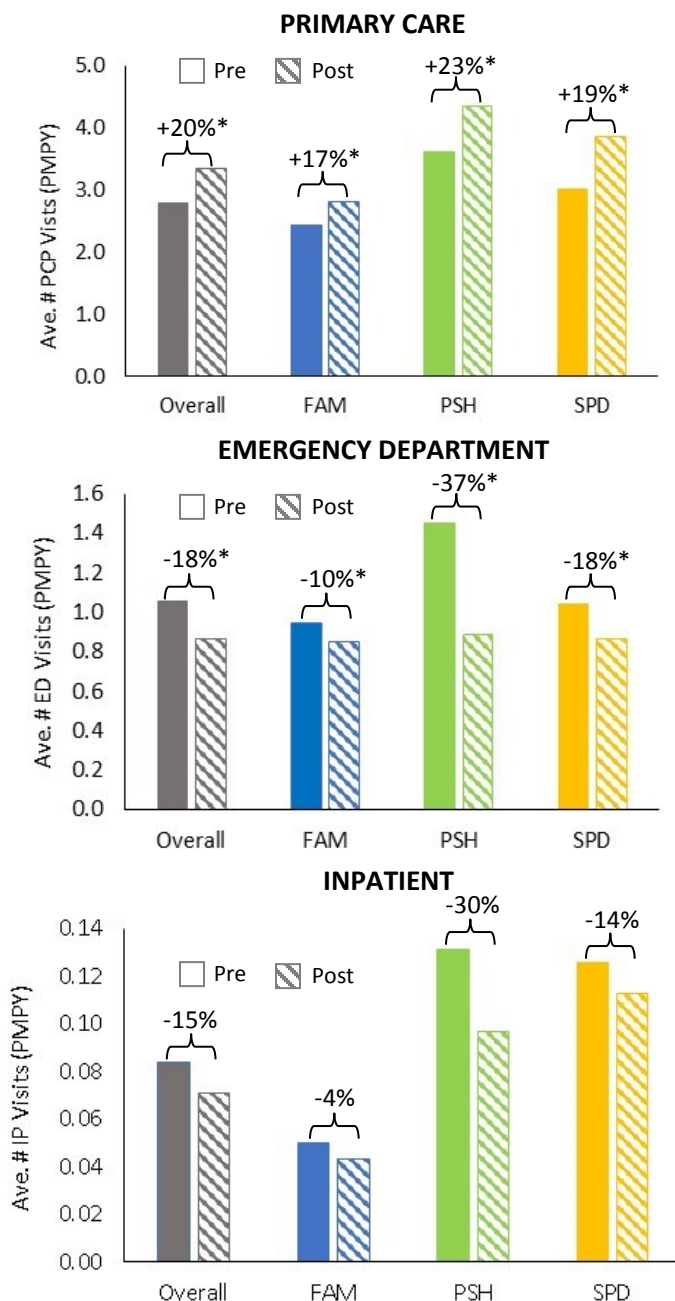 PRIMARY CARE
Ave. # PCP Vists (PMPY)
5.0
4.0
3.0
2.0
1.0
0.0
Pre Post
+20%*
+17%*
+23%*
+19%*
Overall FAM PSH SPD
EMERGENCY DEPARTMENT
Ave. # ED Visits (PMPY)
1.6
1.4
1.2
1.0
0.8
0.6
0.4
0.2
0.0
Pre Post
-18%*
-10%*
-37%*
-18%*
Overall FAM PSH SPD
INPATIENT
Ave. # IP Visits (PMPY)
0.14
0.12
0.10
0.08
0.06
0.04
0.02
0.00
Pre Post
-15%
-4%
-30%
-14%
Overall FAM PSH SPD